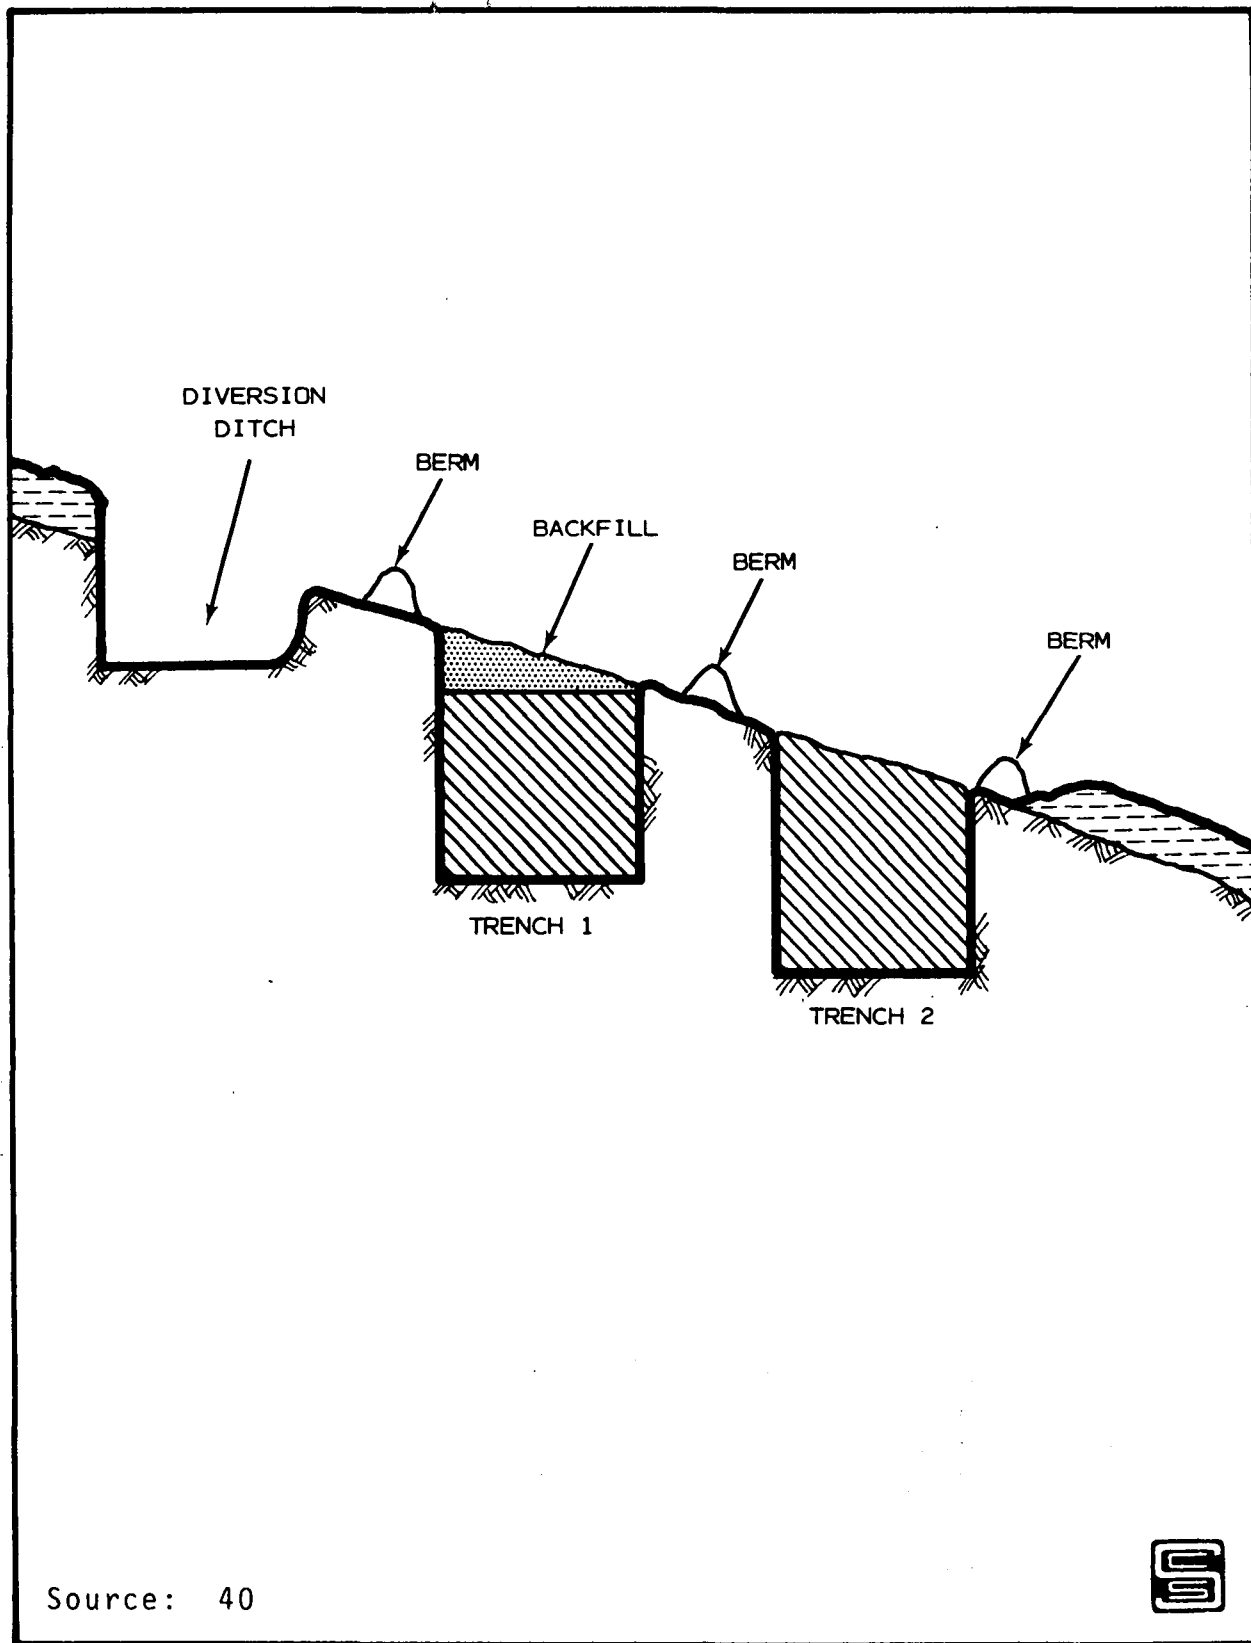 DIVERSION
DITCH
BERM
BACKFILL
BERM
BERM
TRENCH 1
TRENCH 2
Source: 40